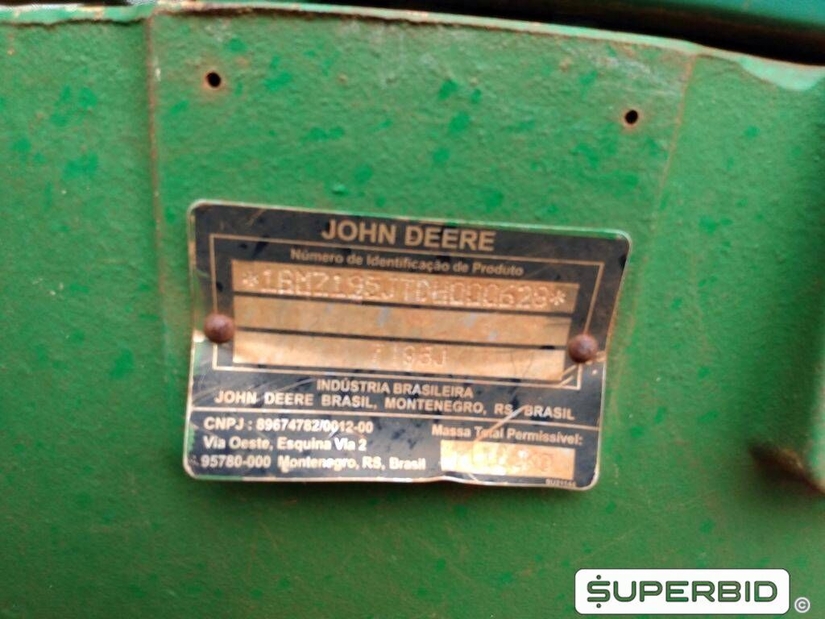 JOHN DEERE
Número de Identificação de Produto
*1BM7195JTDH000628*
7195J
INDÚSTRIA BRASILEIRA
JOHN DEERE BRASIL, MONTENEGRO, RS, BRASIL
CNPJ : 89674782/0012-00
Massa Total Permissível:
Via Oeste, Esquina Via 2
95780-000 Montenegro, RS, Brasil
SUPERBID
©